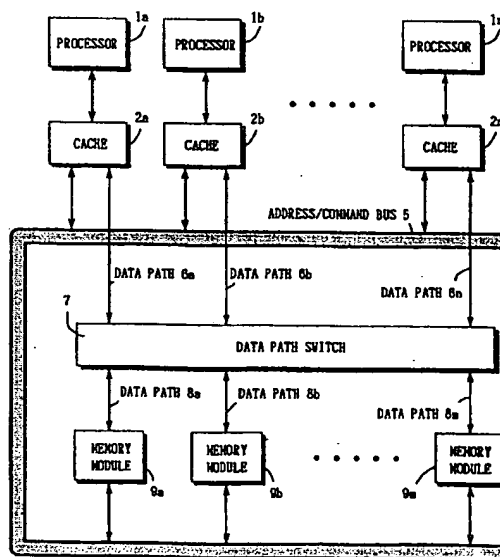 1a 1b 1n
PROCESSOR PROCESSOR PROCESSOR
2a 2b 2n
CACHE CACHE CACHE
ADDRESS/COMMAND BUS 5
DATA PATH 6a DATA PATH 6b DATA PATH 6n
7
DATA PATH SWITCH
DATA PATH 8a DATA PATH 8b DATA PATH 8m
MEMORY MODULE MEMORY MODULE MEMORY MODULE
9a 9b 9m